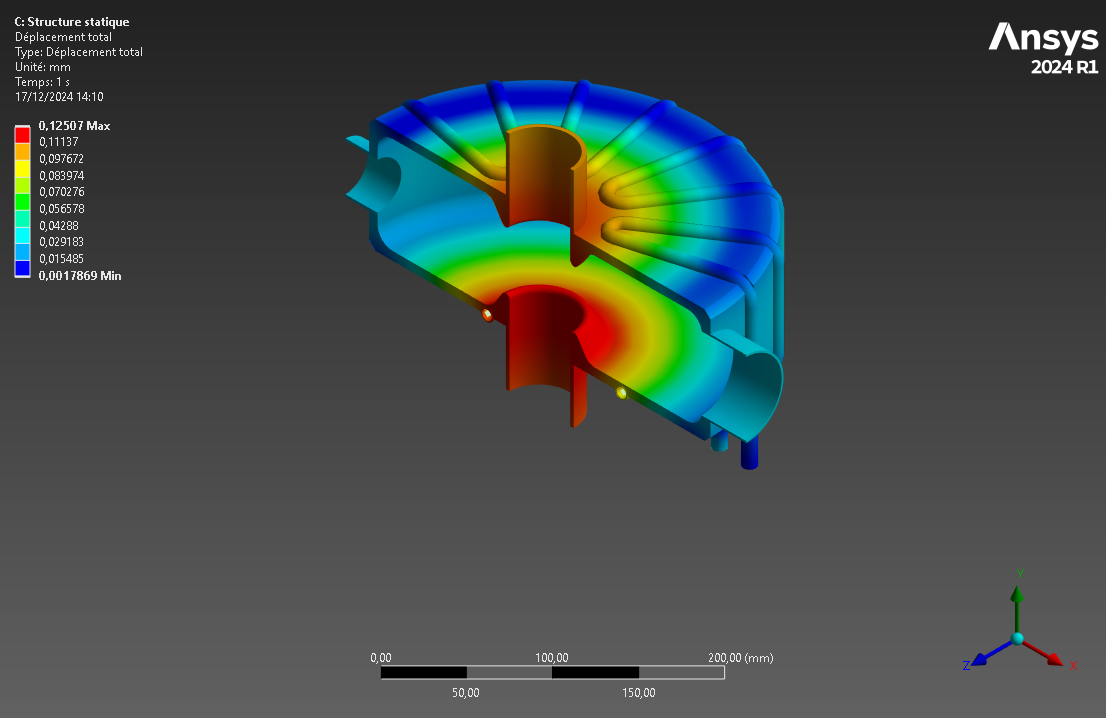 C: Structure statique
Déplacement total
Type: Déplacement total
Unité: mm
Temps: 1 s
17/12/2024 14:10
0,12507 Max
0,11137
0,097672
0,083974
0,070276
0,056578
0,04288
0,029183
0,015485
0,0017869 Min
Ansys
2024 R1
Y
Z
X
0,00 100,00 200,00 (mm)
50,00 150,00